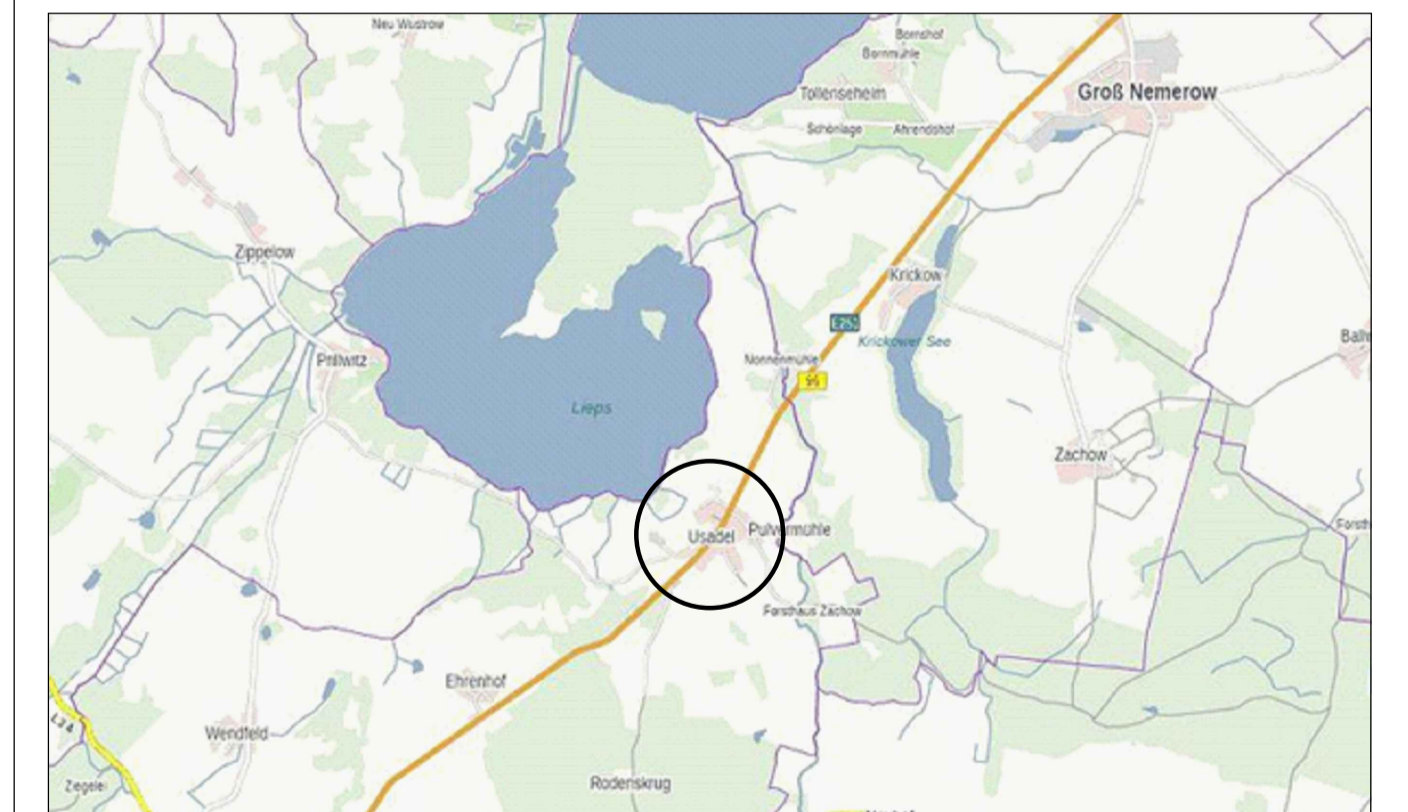 Neu Wustrow
Bornshof
Bornmühle
Tollenseheim
Groß Nemerow
Schönlage
Ahrendshof
Zippelow
Krickow
E251
Krickower See
Prillwitz
Nonnenmühle
96
Lieps
Zachow
Usadel
Pulvermühle
Forsthaus Zachow
Ehrenhof
L34
Wendfeld
Ziegelei
Rodenskrug